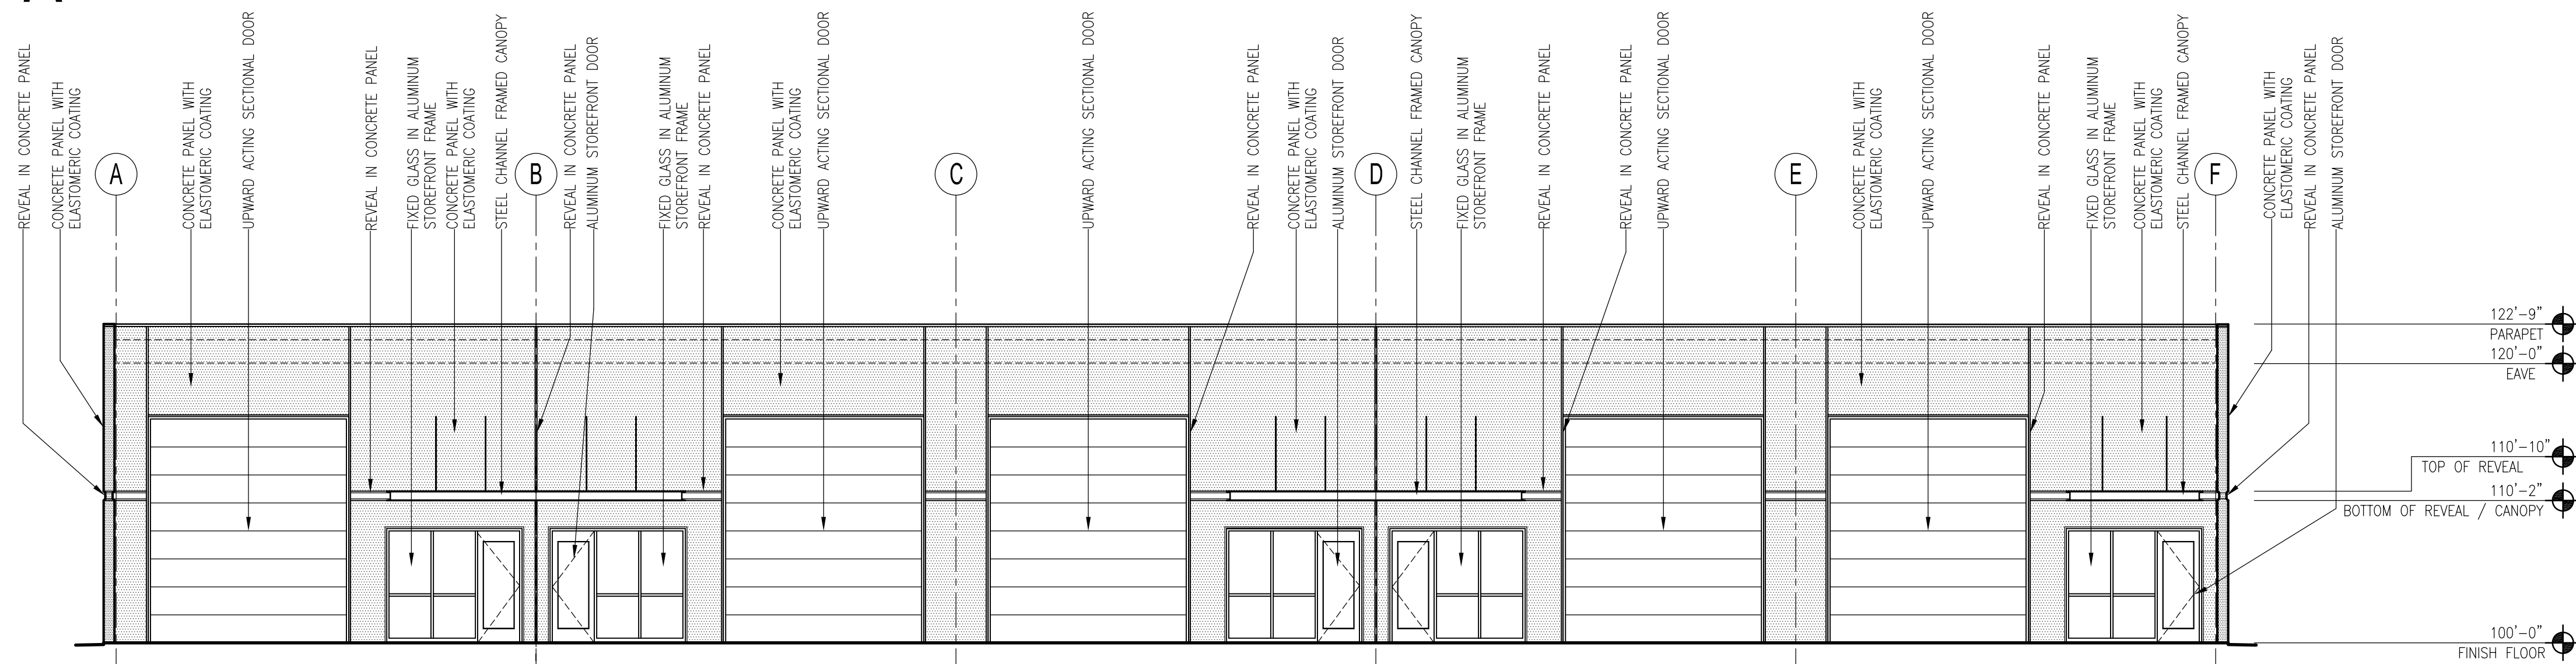 REVEAL IN CONCRETE PANEL
CONCRETE PANEL WITH
ELASTOMERIC COATING
CONCRETE PANEL WITH
ELASTOMERIC COATING
UPWARD ACTING SECTIONAL DOOR
REVEAL IN CONCRETE PANEL
FIXED GLASS IN ALUMINUM
STOREFRONT FRAME
CONCRETE PANEL WITH
ELASTOMERIC COATING
STEEL CHANNEL FRAMED CANOPY
REVEAL IN CONCRETE PANEL
ALUMINUM STOREFRONT DOOR
FIXED GLASS IN ALUMINUM
STOREFRONT FRAME
REVEAL IN CONCRETE PANEL
CONCRETE PANEL WITH
ELASTOMERIC COATING
UPWARD ACTING SECTIONAL DOOR
UPWARD ACTING SECTIONAL DOOR
REVEAL IN CONCRETE PANEL
CONCRETE PANEL WITH
ELASTOMERIC COATING
ALUMINUM STOREFRONT DOOR
STEEL CHANNEL FRAMED CANOPY
FIXED GLASS IN ALUMINUM
STOREFRONT FRAME
REVEAL IN CONCRETE PANEL
REVEAL IN CONCRETE PANEL
UPWARD ACTING SECTIONAL DOOR
CONCRETE PANEL WITH
ELASTOMERIC COATING
UPWARD ACTING SECTIONAL DOOR
REVEAL IN CONCRETE PANEL
FIXED GLASS IN ALUMINUM
STOREFRONT FRAME
CONCRETE PANEL WITH
ELASTOMERIC COATING
STEEL CHANNEL FRAMED CANOPY
CONCRETE PANEL WITH
ELASTOMERIC COATING
REVEAL IN CONCRETE PANEL
ALUMINUM STOREFRONT DOOR
A
B
C
D
E
F
122'-9"
PARAPET
120'-0"
EAVE
110'-10"
TOP OF REVEAL
110'-2"
BOTTOM OF REVEAL / CANOPY
100'-0"
FINISH FLOOR